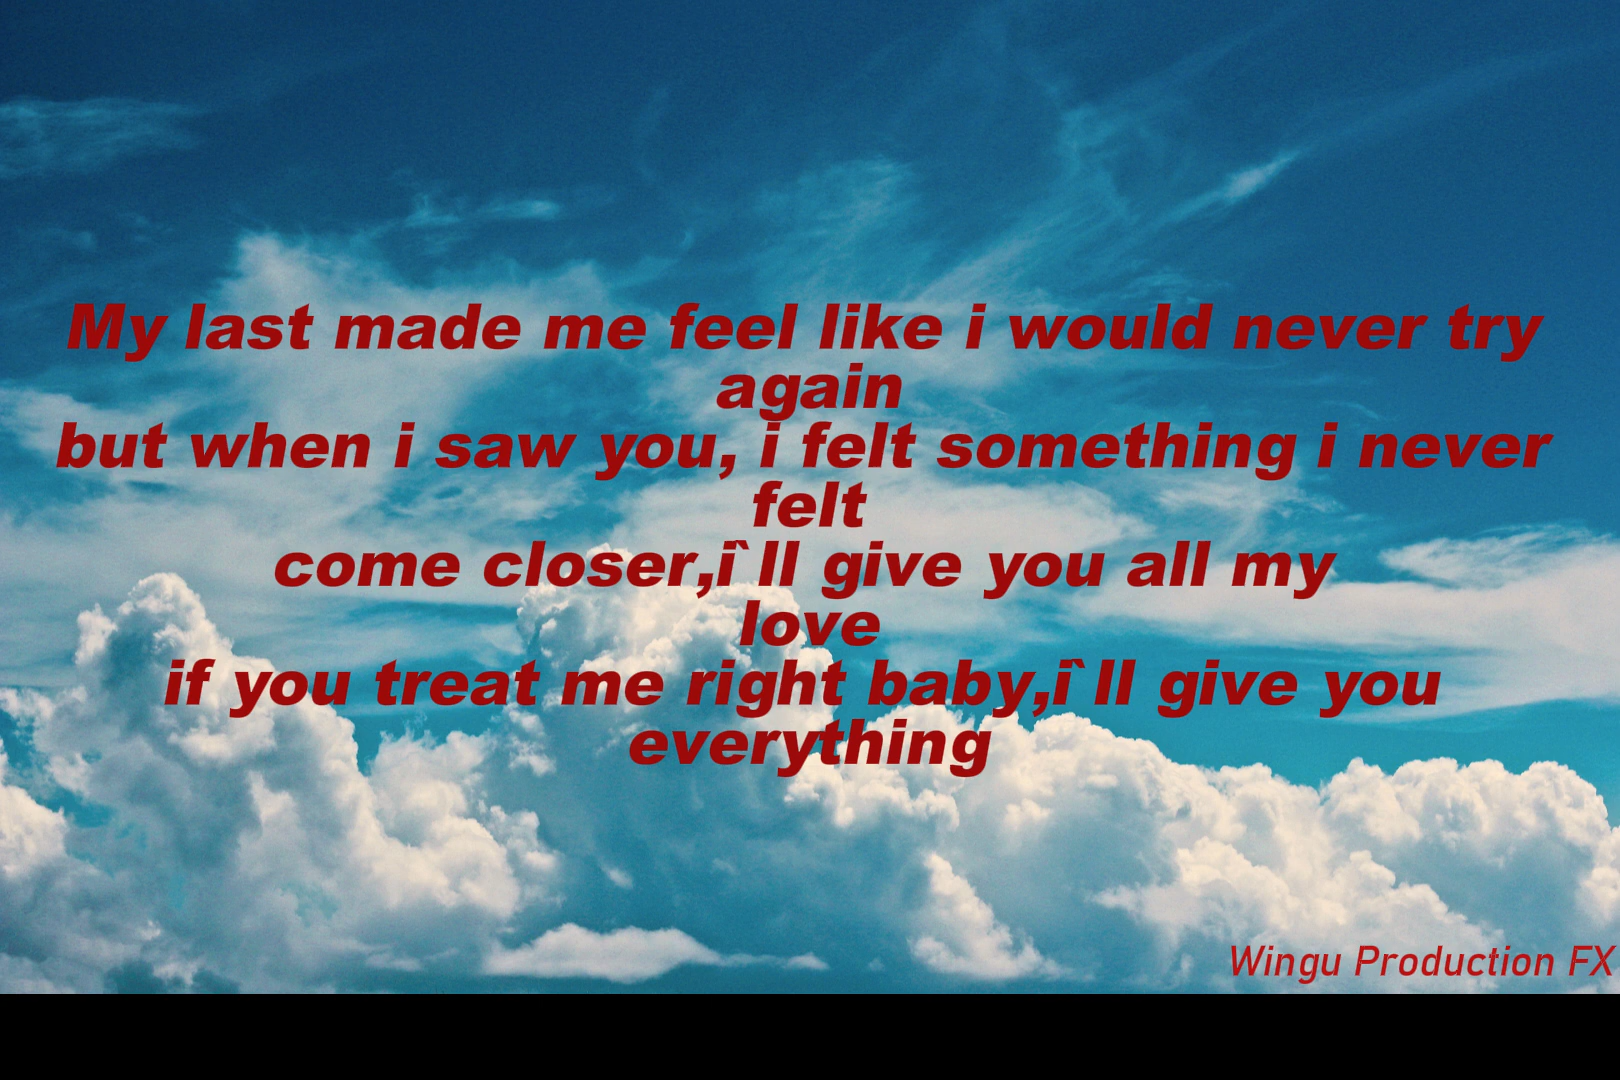 My last made me feel like i would never try
again
but when i saw you, i felt something i never
felt
come closer,i`ll give you all my
love
if you treat me right baby,i`ll give you
everything
Wingu Production FX